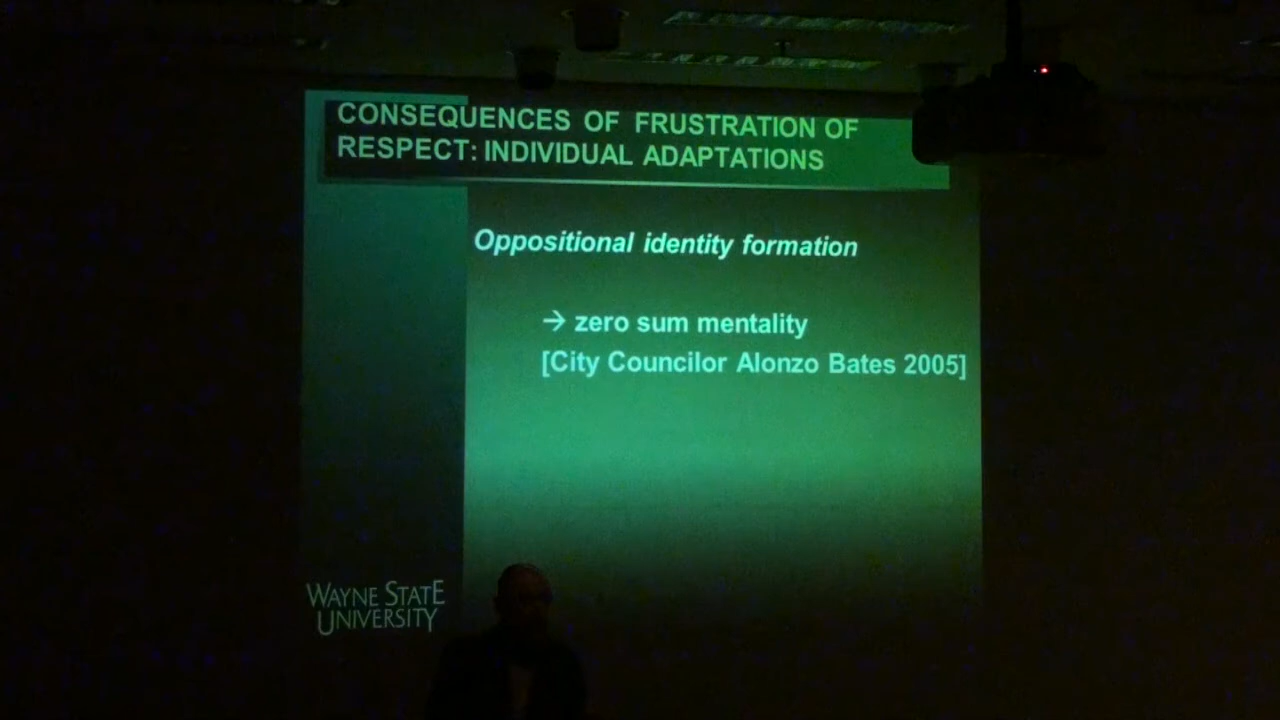 CONSEQUENCES OF FRUSTRATION OF
RESPECT: INDIVIDUAL ADAPTATIONS
Oppositional identity formation
→ zero sum mentality
[City Councilor Alonzo Bates 2005]
WAYNE STATE
UNIVERSITY